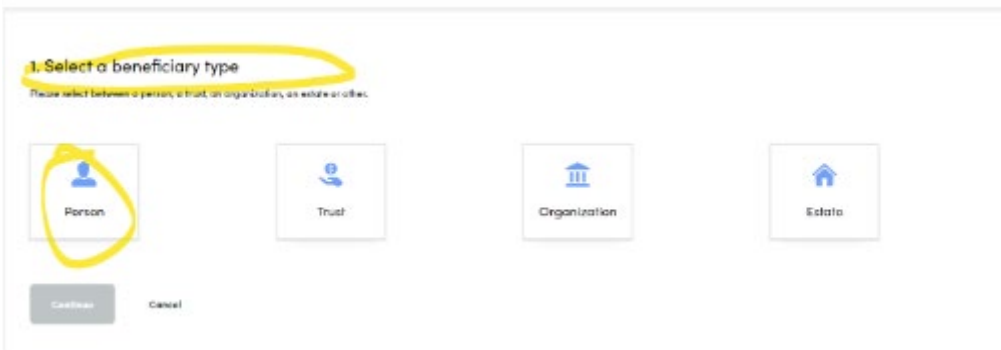 1. Select a beneficiary type
Please select between a person, a trust, an organization, an estate or other.
Person
Trust
Organization
Estate
Continue
Cancel